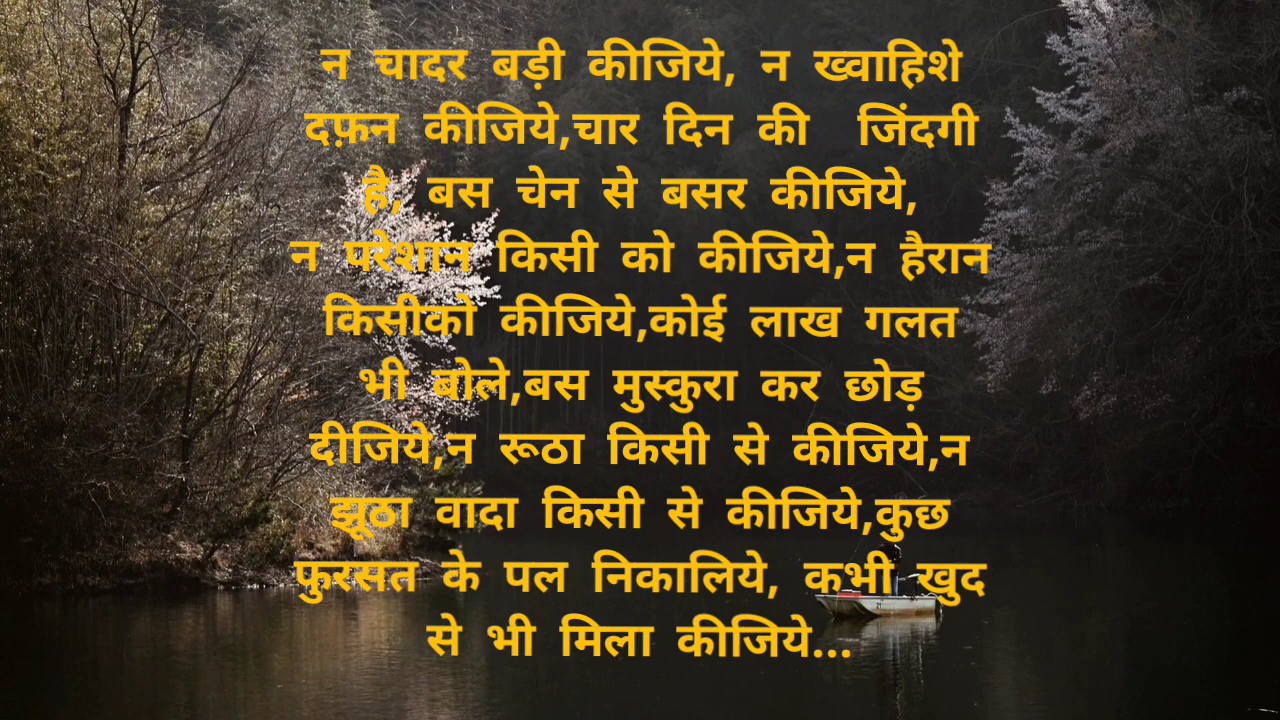 न चादर बड़ी कीजिये, न ख्वाहिशे
दफ़न कीजिये,चार दिन की जिंदगी
है, बस चेन से बसर कीजिये,
न परेशान किसी को कीजिये,न हैरान
किसीको कीजिये,कोई लाख गलत
भी बोले,बस मुस्कुरा कर छोड़
दीजिये,न रूठा किसी से कीजिये,न
झूठा वादा किसी से कीजिये,कुछ
फुरसत के पल निकालिये, कभी खुद
से भी मिला कीजिये...